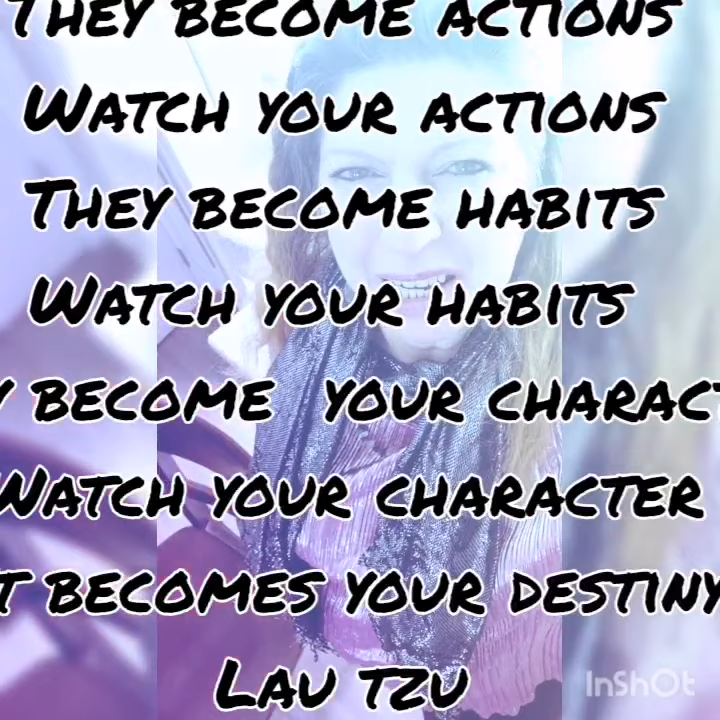 They become actions
Watch your actions
They become habits
Watch your habits
become your charact
Watch your character
t becomes your destiny
Lau tzu
InShOt